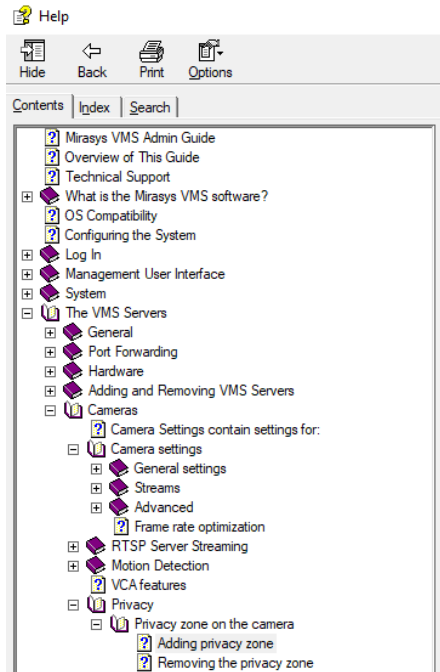 Help
Hide Back Print Options
Contents Index Search
Mirasys VMS Admin Guide
Overview of This Guide
Technical Support
What is the Mirasys VMS software?
OS Compatibility
Configuring the System
Log In
Management User Interface
System
The VMS Servers
General
Port Forwarding
Hardware
Adding and Removing VMS Servers
Cameras
Camera Settings contain settings for:
Camera settings
General settings
Streams
Advanced
Frame rate optimization
RTSP Server Streaming
Motion Detection
VCA features
Privacy
Privacy zone on the camera
Adding privacy zone
Removing the privacy zone